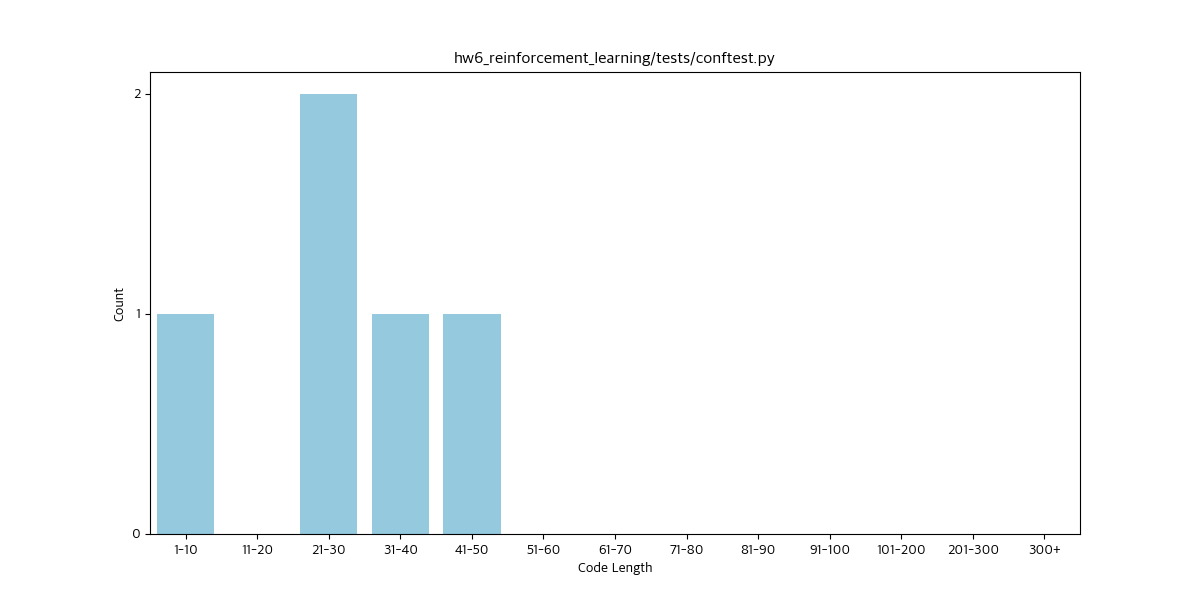 hw6_reinforcement_learning/tests/conftest.py
2
1
0
Count
1-10 11-20 21-30 31-40 41-50 51-60 61-70 71-80 81-90 91-100 101-200 201-300 300+
Code Length